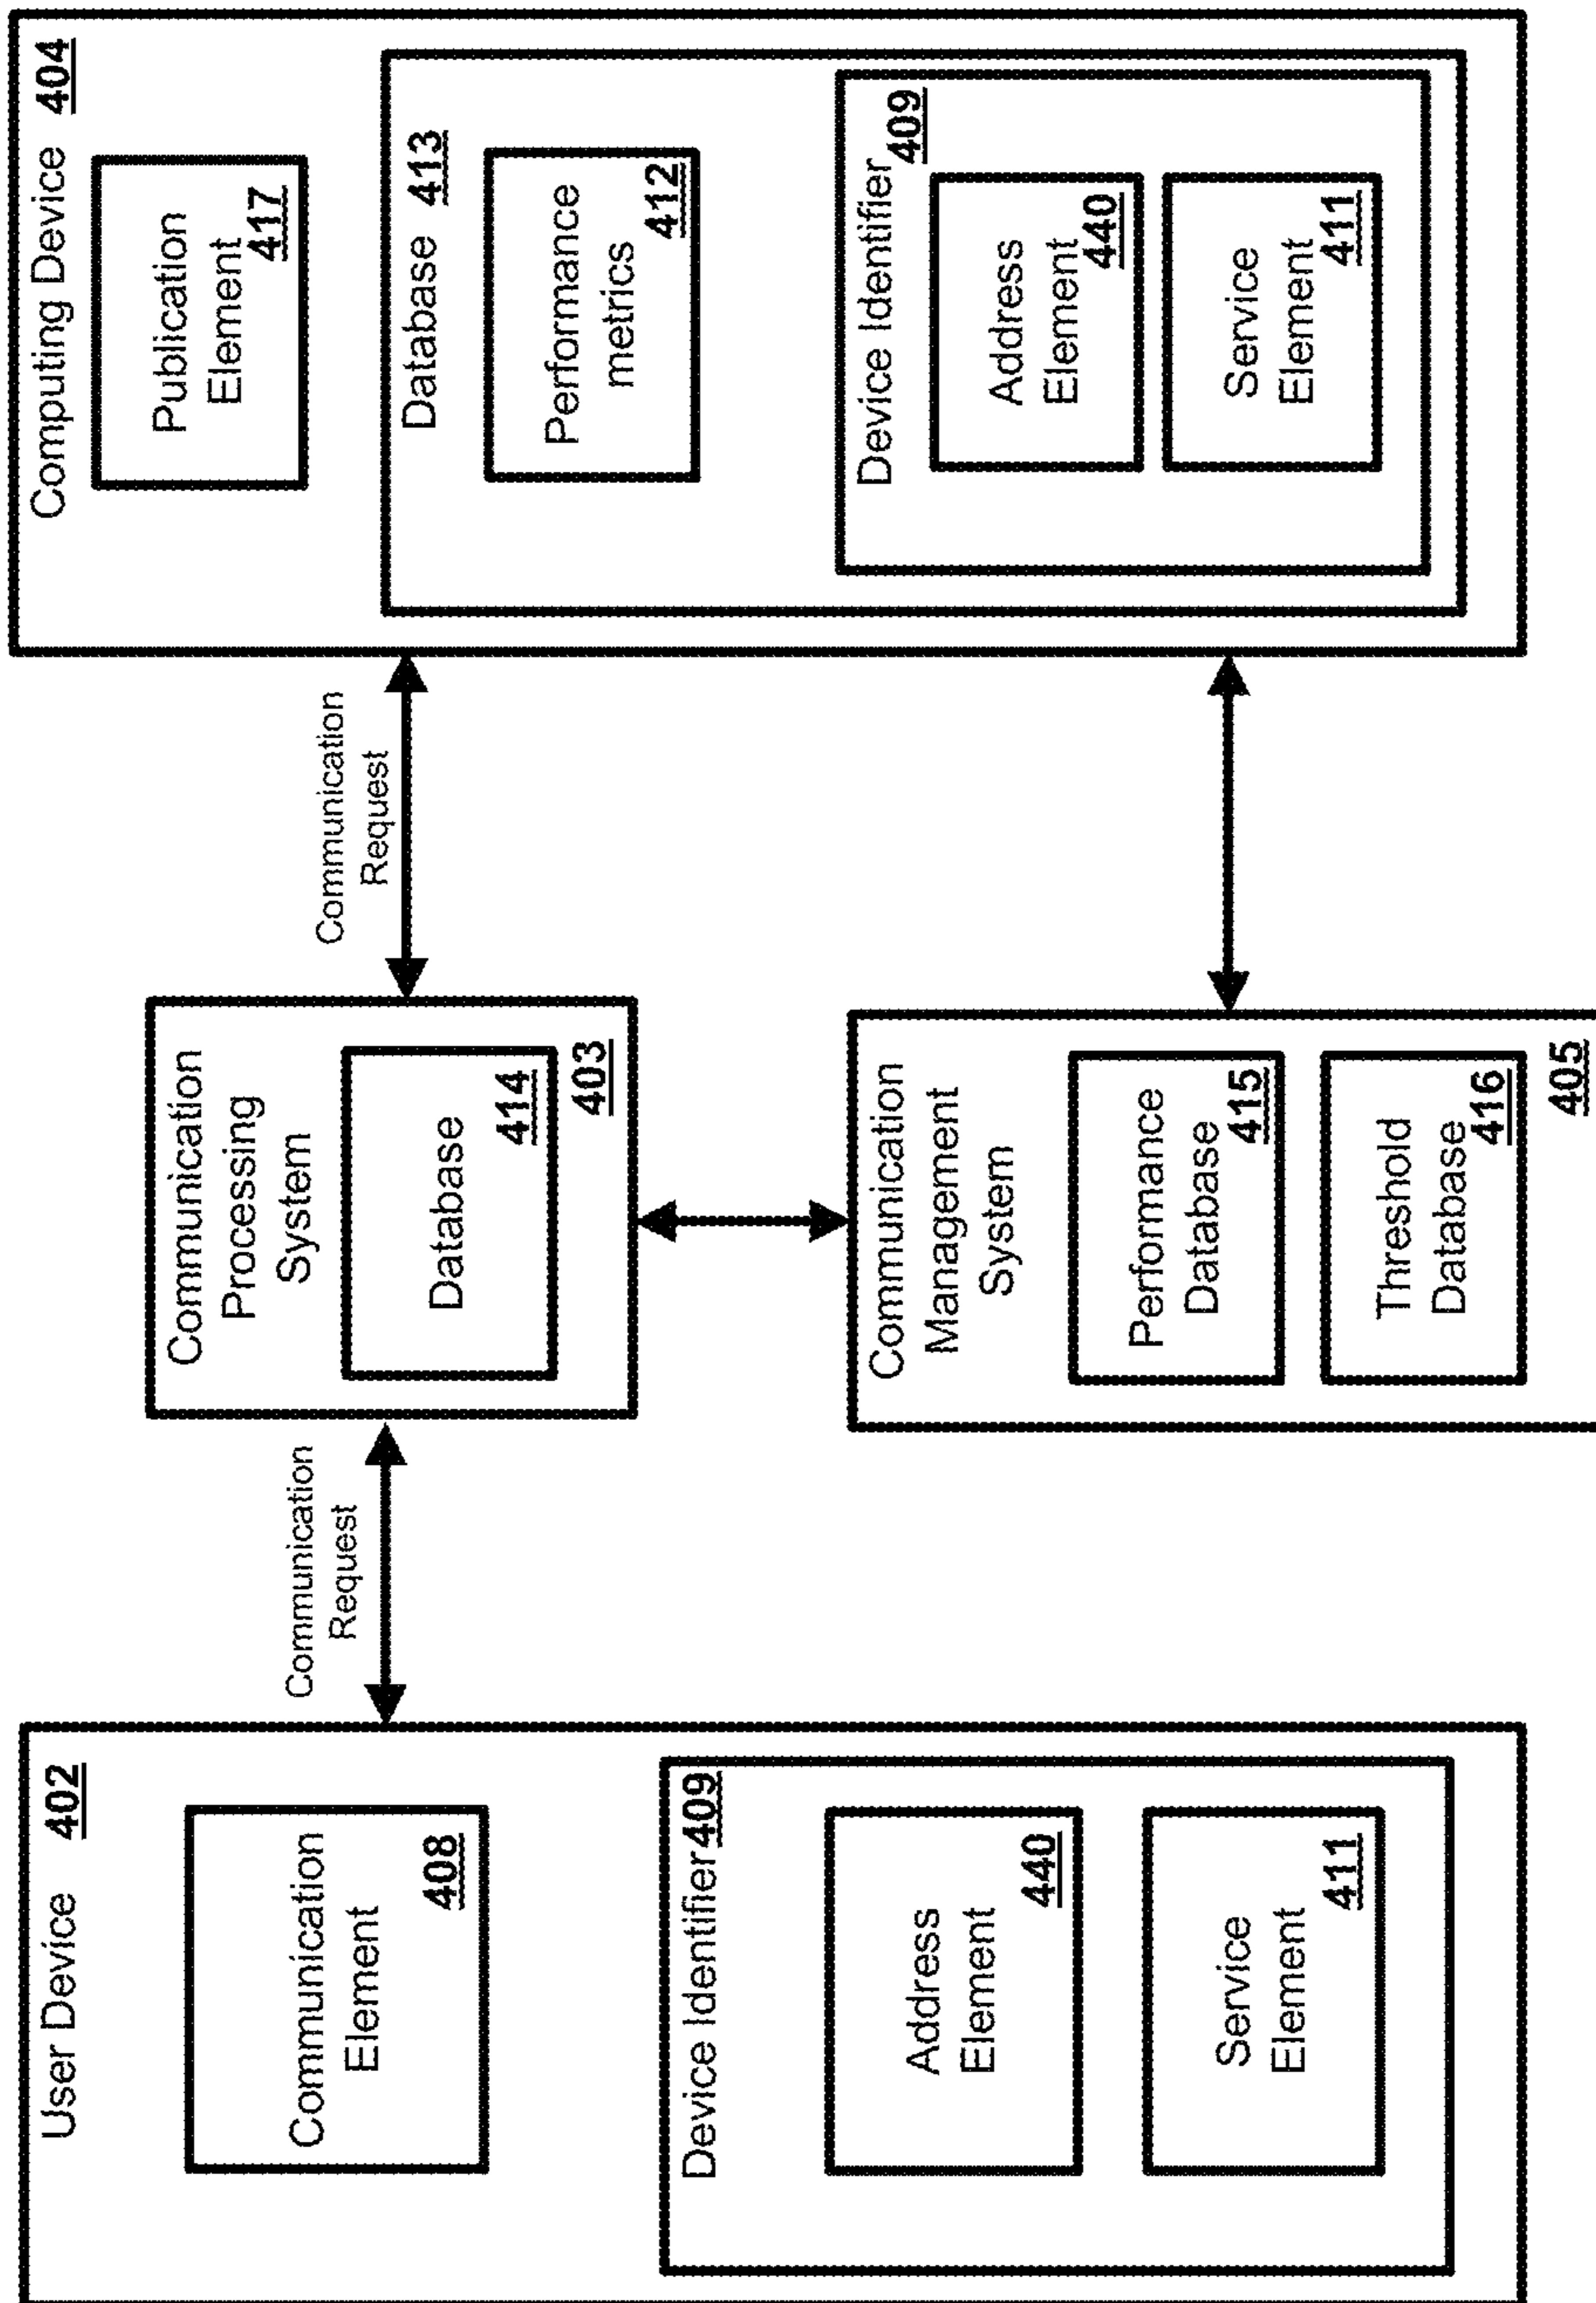 User Device 402
Communication
Element
408
Device Identifier 409
Address
Element
440
Service
Element
411
Communication
Request
Communication
Processing
System
Database
414
403
Communication
Management
System
Performance
Database
415
Threshold
Database
416
405
Communication
Request
Computing Device 404
Publication
Element
417
Database 413
Performance
metrics
412
Device Identifier
409
Address
Element
440
Service
Element
411